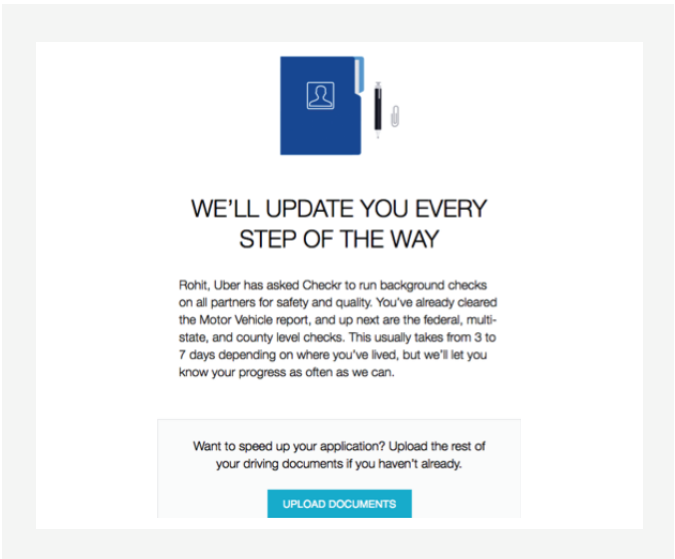 WE'LL UPDATE YOU EVERY
STEP OF THE WAY
Rohit, Uber has asked Checkr to run background checks
on all partners for safety and quality. You've already cleared
the Motor Vehicle report, and up next are the federal, multi-
state, and county level checks. This usually takes from 3 to
7 days depending on where you've lived, but we'll let you
know your progress as often as we can.
Want to speed up your application? Upload the rest of
your driving documents if you haven't already.
UPLOAD DOCUMENTS